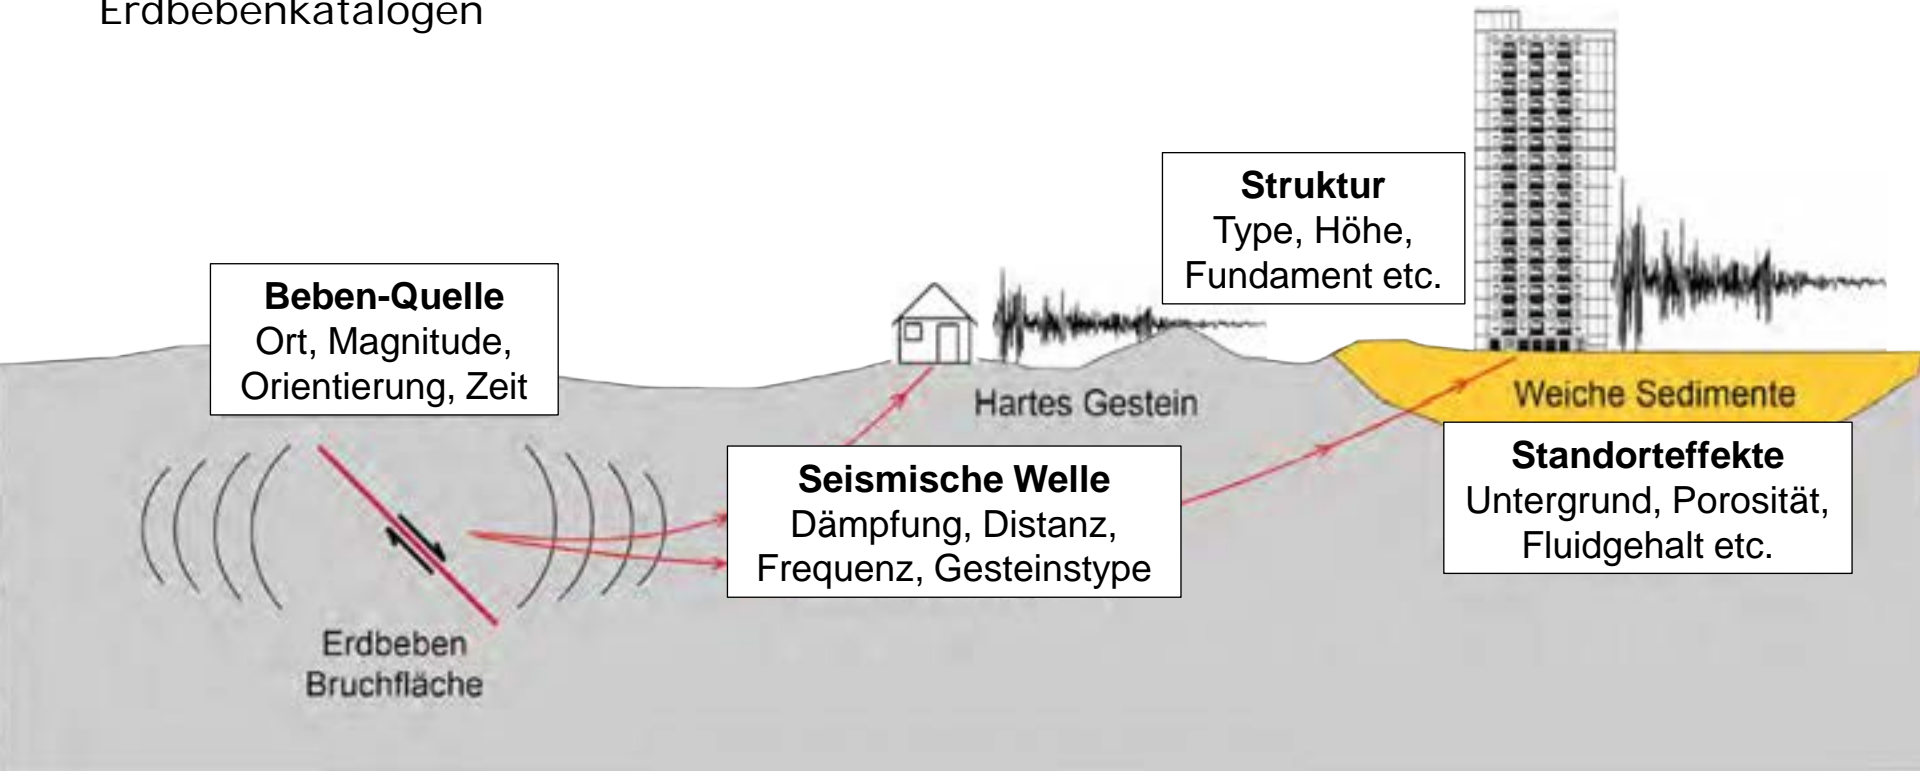 Erdbebenkatalogen
Struktur
Type, Höhe,
Fundament etc.
Beben-Quelle
Ort, Magnitude,
Orientierung, Zeit
Hartes Gestein
Weiche Sedimente
Seismische Welle
Dämpfung, Distanz,
Frequenz, Gesteinstype
Standorteffekte
Untergrund, Porosität,
Fluidgehalt etc.
Erdbeben
Bruchfläche